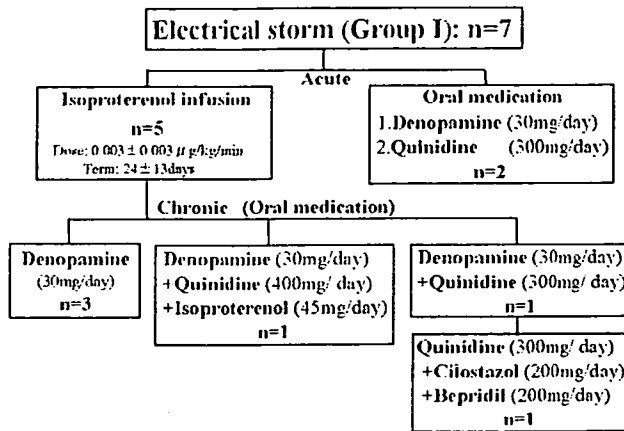 Electrical storm (Group I): n=7
Acute
Isoproterenol infusion
n=5
Dose: 0.003 ± 0.003 μ g/kg/min
Term: 24 ± 13days
Oral medication
1.Denopamine (30mg/day)
2.Quinidine (300mg/day)
n=2
Chronic (Oral medication)
Denopamine
(30mg/day)
n=3
Denopamine (30mg/day)
+Quinidine (400mg/ day)
+Isoproterenol (45mg/day)
n=1
Denopamine (30mg/day)
+Quinidine (300mg/ day)
n=1
Quinidine (300mg/ day)
+Cilostazol (200mg/day)
+Bepridil (200mg/day)
n=1